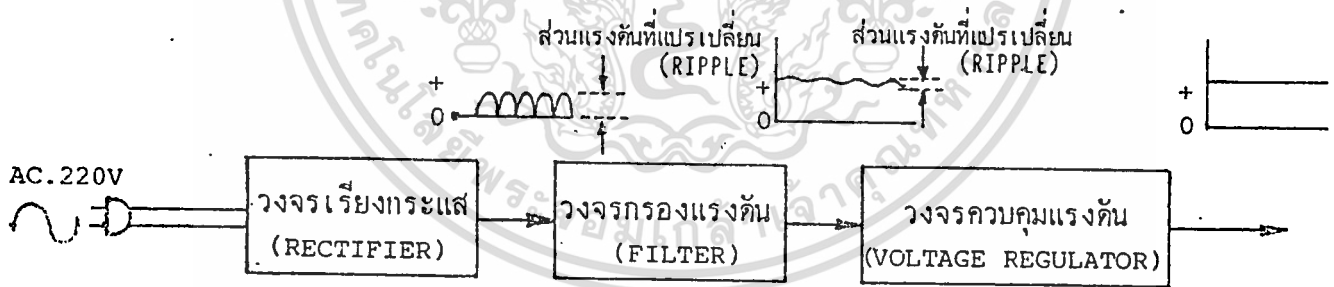 ส่วนแรงดันที่แปรเปลี่ยน
(RIPPLE)
+
0
ส่วนแรงดันที่แปรเปลี่ยน
(RIPPLE)
+
0
+
0
AC.220V
วงจรเรียงกระแส
(RECTIFIER)
วงจรกรองแรงดัน
(FILTER)
วงจรควบคุมแรงดัน
(VOLTAGE REGULATOR)